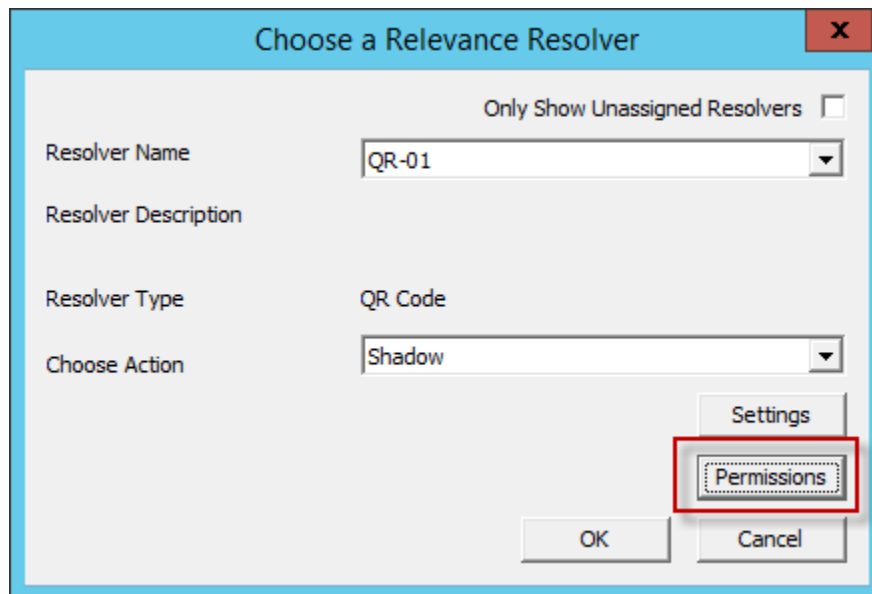 Choose a Relevance Resolver
x
Only Show Unassigned Resolvers
Resolver Name QR-01
Resolver Description
Resolver Type QR Code
Choose Action Shadow
Settings
Permissions
OK Cancel